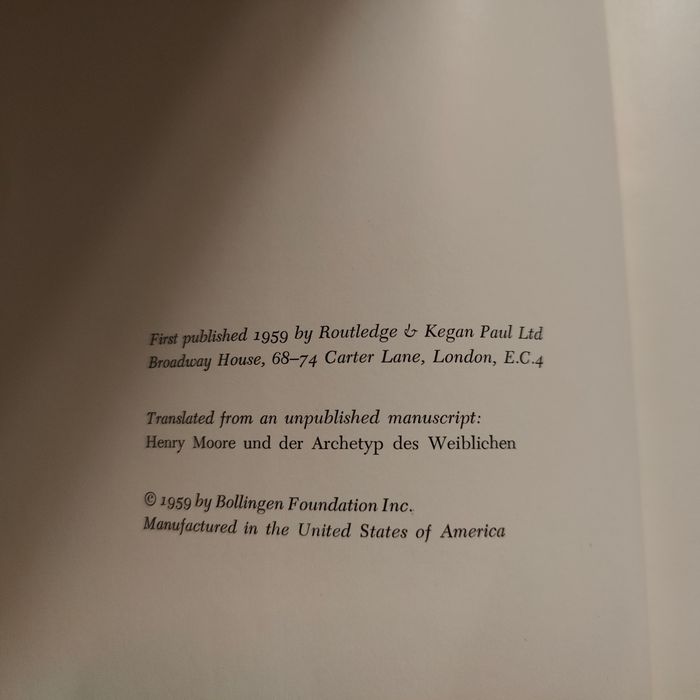 First published 1959 by Routledge & Kegan Paul Ltd
Broadway House, 68–74 Carter Lane, London, E.C.4
Translated from an unpublished manuscript:
Henry Moore und der Archetyp des Weiblichen
© 1959 by Bollingen Foundation Inc.
Manufactured in the United States of America